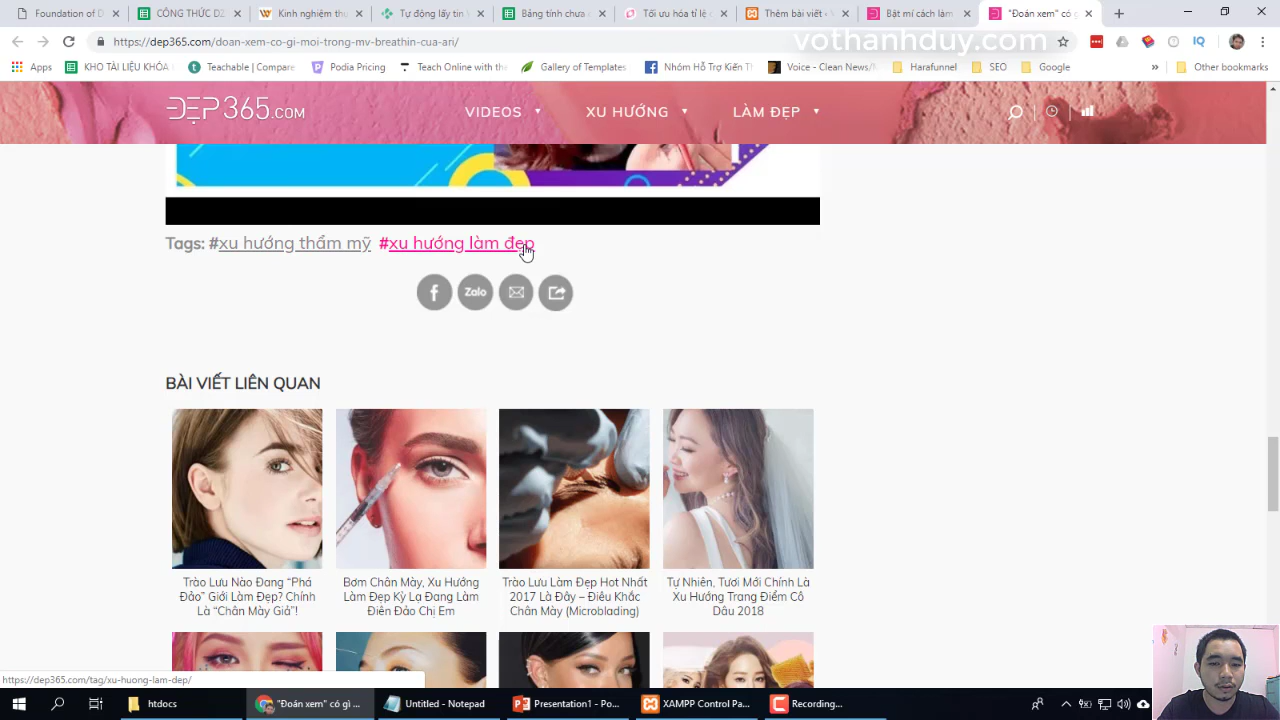 Foundation of D
CÔNG THỨC DZ
Kinh nghiệm thu
Tự động lấy tin
Bảng tính chưa
Tối ưu hóa tỉ lệ c
Thêm bài viết ‹ V
Bật mí cách làm
"Đoán xem" có g
https://dep365.com/doan-xem-co-gi-moi-trong-mv-breathin-cua-ari/
vothanhduy.com
IQ
Apps
KHO TÀI LIỆU KHÓA
Teachable | Compare
Podia Pricing
Teach Online with the
Gallery of Templates
Nhóm Hỗ Trợ Kiến Th
Voice - Clean News/
Harafunnel
SEO
Google
»
Other bookmarks
ĐẸP365.COM
VIDEOS
XU HƯỚNG
LÀM ĐẸP
Tags: #xu hướng thẩm mỹ #xu hướng làm đẹp
Zalo
BÀI VIẾT LIÊN QUAN
Trào Lưu Nào Đang “Phá
Đảo” Giới Làm Đẹp? Chính
Là “Chân Mày Giả”!
Bơm Chân Mày, Xu Hướng
Làm Đẹp Kỳ Lạ Đang Làm
Điên Đảo Chị Em
Trào Lưu Làm Đẹp Hot Nhất
2017 Là Đây – Điêu Khắc
Chân Mày (Microblading)
Tự Nhiên, Tươi Mới Chính Là
Xu Hướng Trang Điểm Cô
Dâu 2018
https://dep365.com/tag/xu-huong-lam-dep/
htdocs
"Đoán xem" có gì ...
Untitled - Notepad
Presentation1 - Po...
XAMPP Control Pa...
Recording...